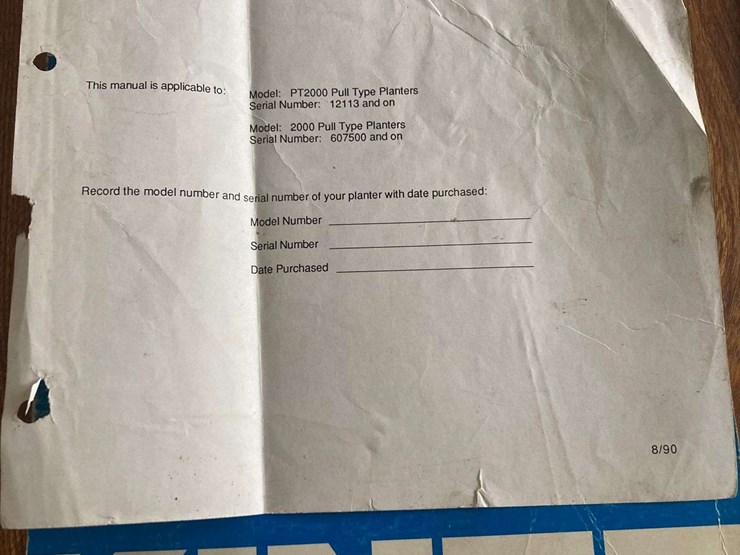 This manual is applicable to: Model: PT2000 Pull Type Planters
Serial Number: 12113 and on
Model: 2000 Pull Type Planters
Serial Number: 607500 and on
Record the model number and serial number of your planter with date purchased:
Model Number
Serial Number
Date Purchased
8/90